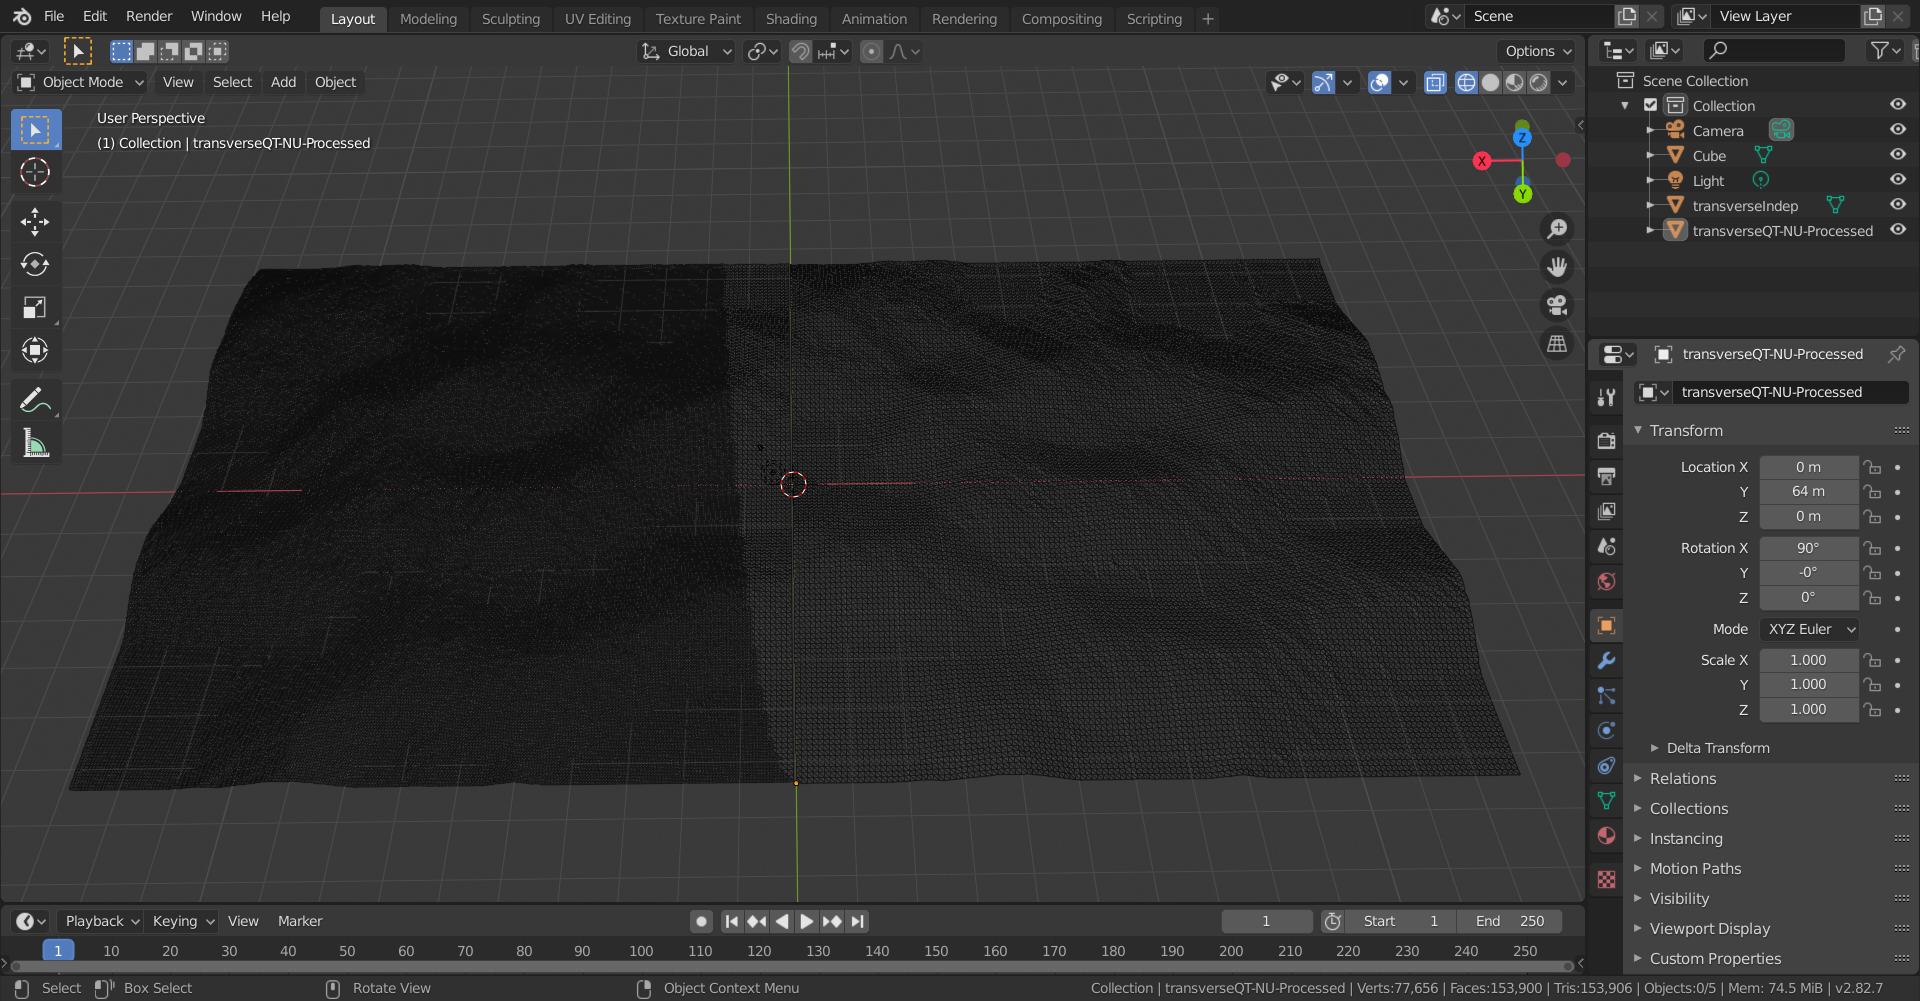 File Edit Render Window Help Layout Modeling Sculpting UV Editing Texture Paint Shading Animation Rendering Compositing Scripting + Scene View Layer
Global Options
Object Mode View Select Add Object
User Perspective
(1) Collection | transverseQT-NU-Processed
Z
X
Y
Scene Collection
Collection
Camera
Cube
Light
transverseIndep
transverseQT-NU-Processed
transverseQT-NU-Processed
transverseQT-NU-Processed
Transform
Location X 0 m
Y 64 m
Z 0 m
Rotation X 90°
Y -0°
Z 0°
Mode XYZ Euler
Scale X 1.000
Y 1.000
Z 1.000
Delta Transform
Relations
Collections
Instancing
Motion Paths
Visibility
Viewport Display
Custom Properties
Playback Keying View Marker 1 Start 1 End 250
1 10 20 30 40 50 60 70 80 90 100 110 120 130 140 150 160 170 180 190 200 210 220 230 240 250
Select Box Select Rotate View Object Context Menu Collection | transverseQT-NU-Processed | Verts:77,656 | Faces:153,900 | Tris:153,906 | Objects:0/5 | Mem: 74.5 MiB | v2.82.7